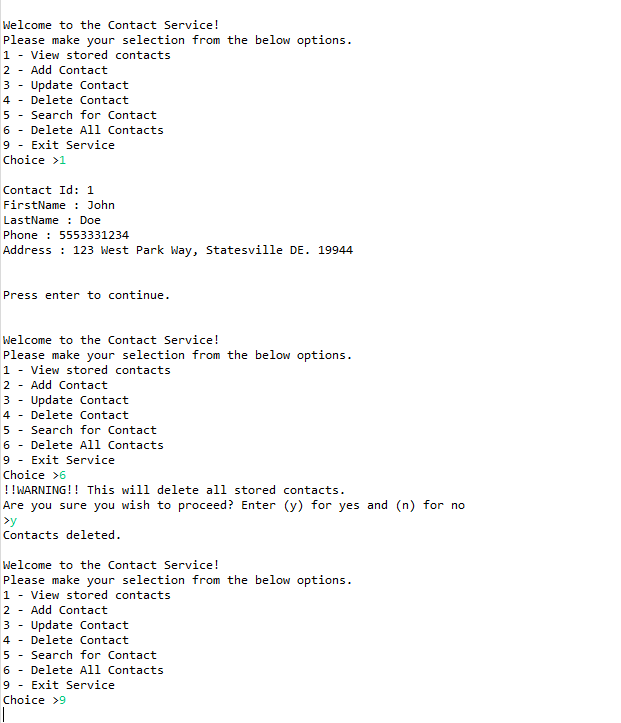 Welcome to the Contact Service!
Please make your selection from the below options.
1 - View stored contacts
2 - Add Contact
3 - Update Contact
4 - Delete Contact
5 - Search for Contact
6 - Delete All Contacts
9 - Exit Service
Choice >1
Contact Id: 1
FirstName : John
LastName : Doe
Phone : 5553331234
Address : 123 West Park Way, Statesville DE. 19944
Press enter to continue.
Welcome to the Contact Service!
Please make your selection from the below options.
1 - View stored contacts
2 - Add Contact
3 - Update Contact
4 - Delete Contact
5 - Search for Contact
6 - Delete All Contacts
9 - Exit Service
Choice >6
!!WARNING!! This will delete all stored contacts.
Are you sure you wish to proceed? Enter (y) for yes and (n) for no
>y
Contacts deleted.
Welcome to the Contact Service!
Please make your selection from the below options.
1 - View stored contacts
2 - Add Contact
3 - Update Contact
4 - Delete Contact
5 - Search for Contact
6 - Delete All Contacts
9 - Exit Service
Choice >9